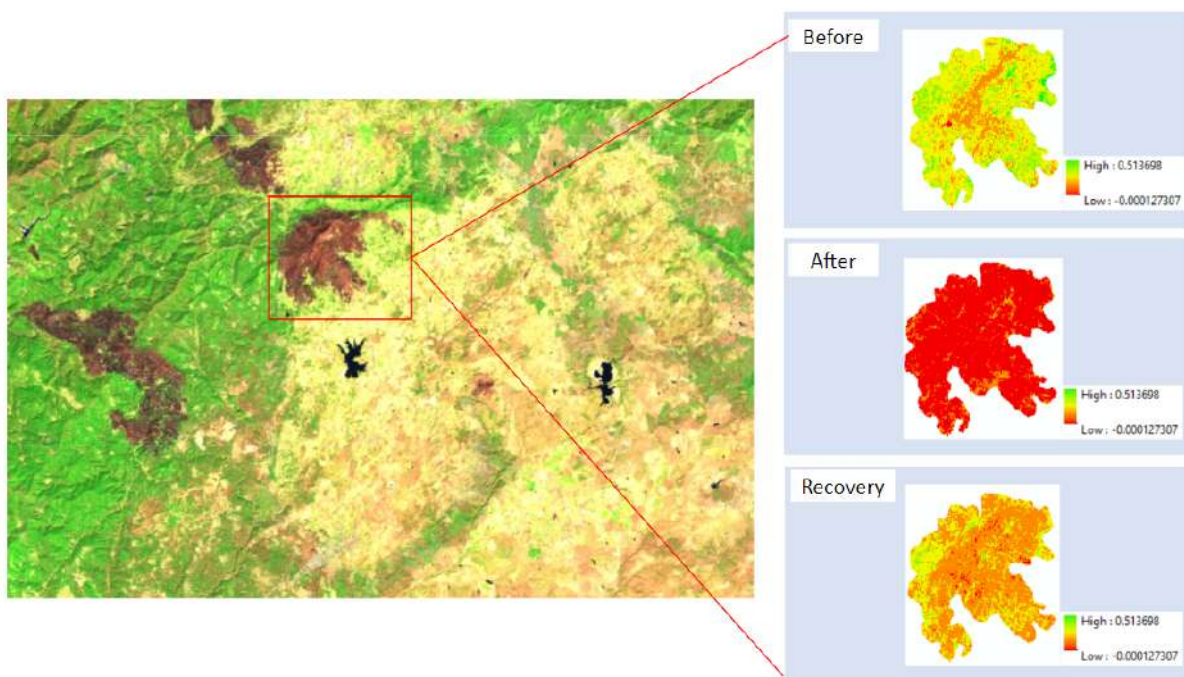 Before
High : 0.513698
Low : -0.000127307
After
High : 0.513698
Low : -0.000127307
Recovery
High : 0.513698
Low : -0.000127307